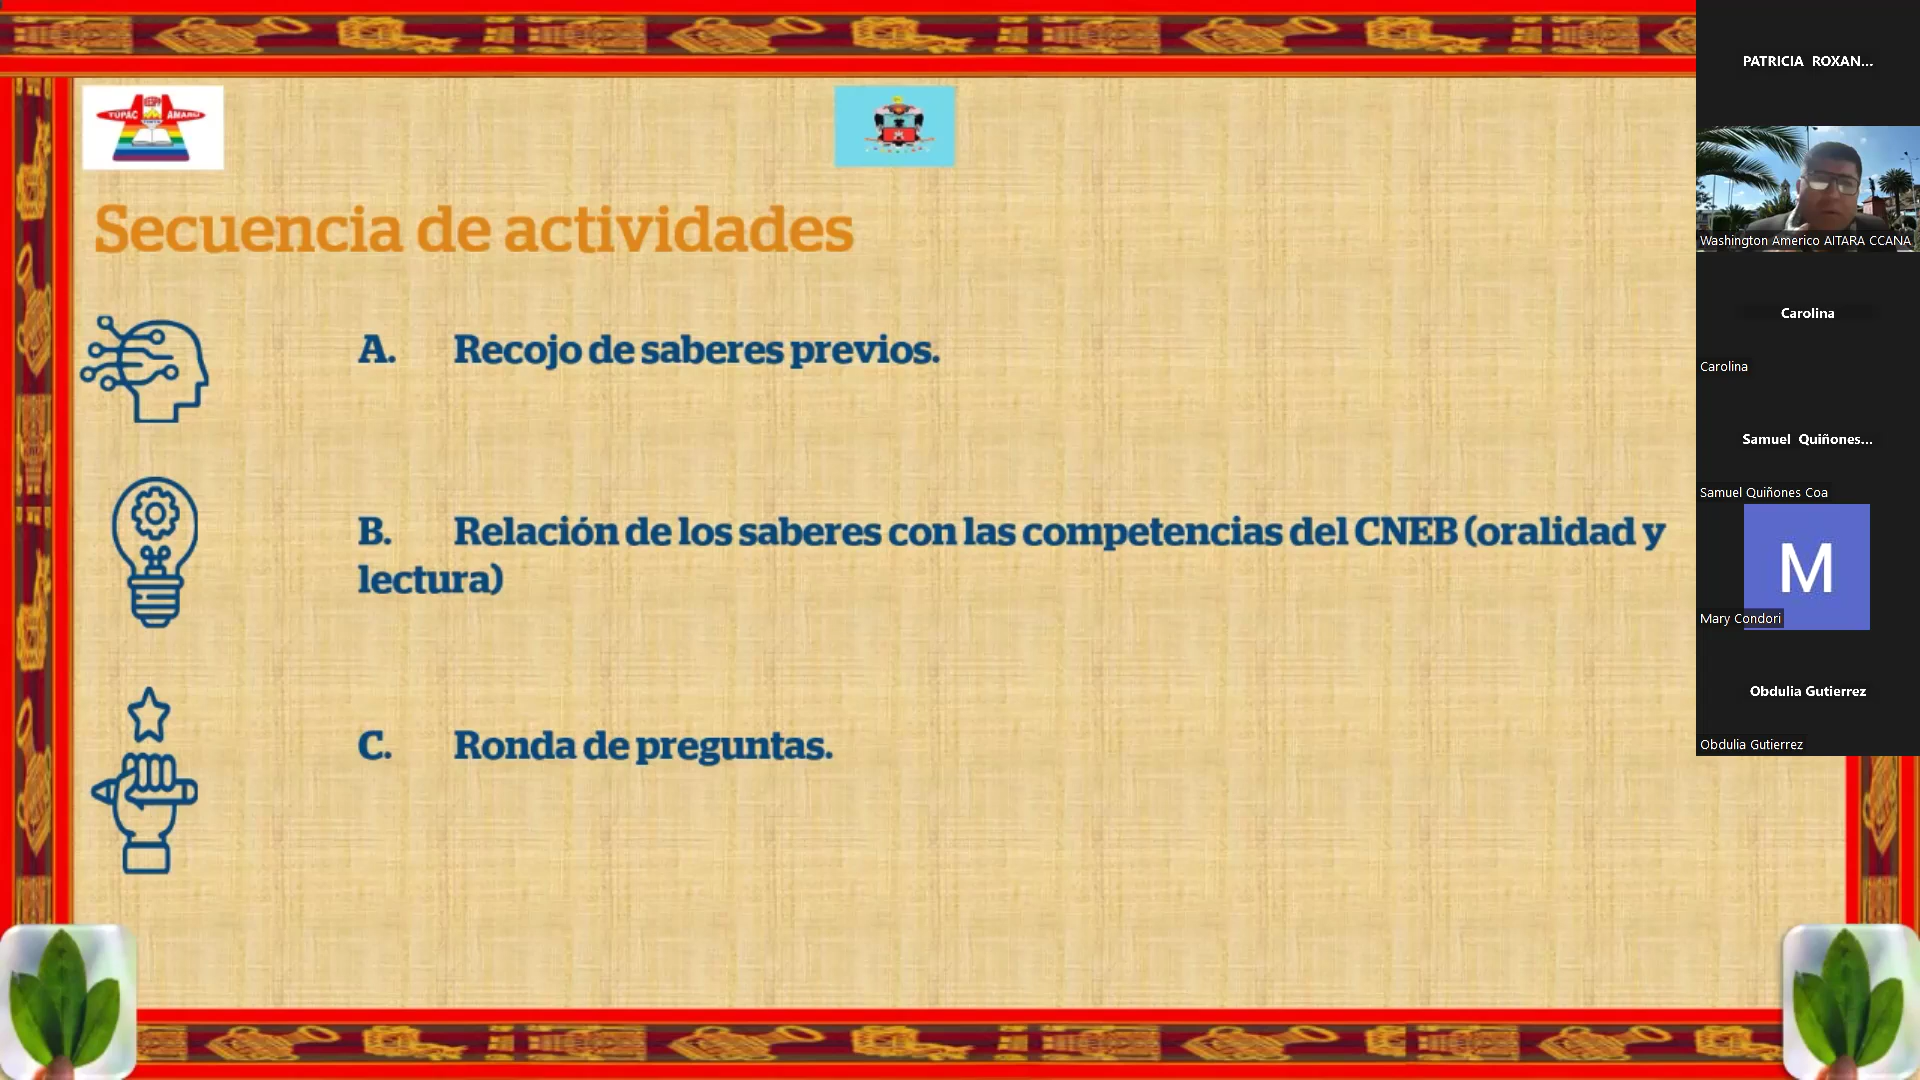 TUPAC AMARU
Secuencia de actividades
A. Recojo de saberes previos.
B. Relación de los saberes con las competencias del CNEB (oralidad y
lectura)
C. Ronda de preguntas.
PATRICIA ROXAN...
Washington Americo AITARA CCANA
Carolina
Carolina
Samuel Quiñones...
Samuel Quiñones Coa
M
Mary Condori
Obdulia Gutierrez
Obdulia Gutierrez